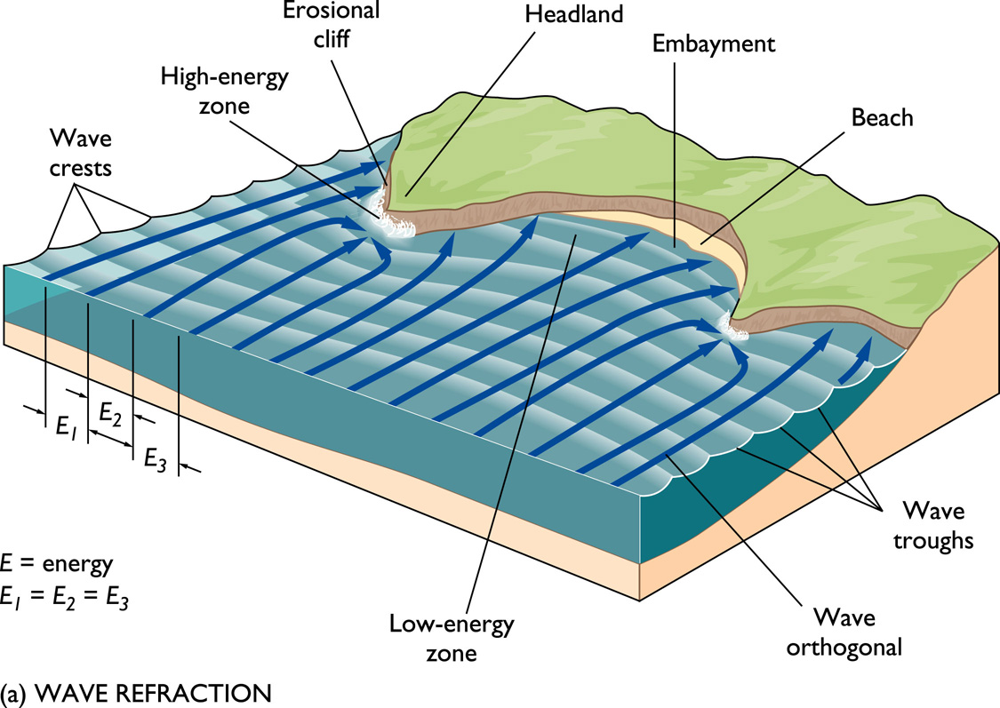 Erosional
cliff
Headland
Embayment
High-energy
zone
Beach
Wave
crests
E1
E2
E3
Wave
troughs
E = energy
E1 = E2 = E3
Low-energy
zone
Wave
orthogonal
(a) WAVE REFRACTION